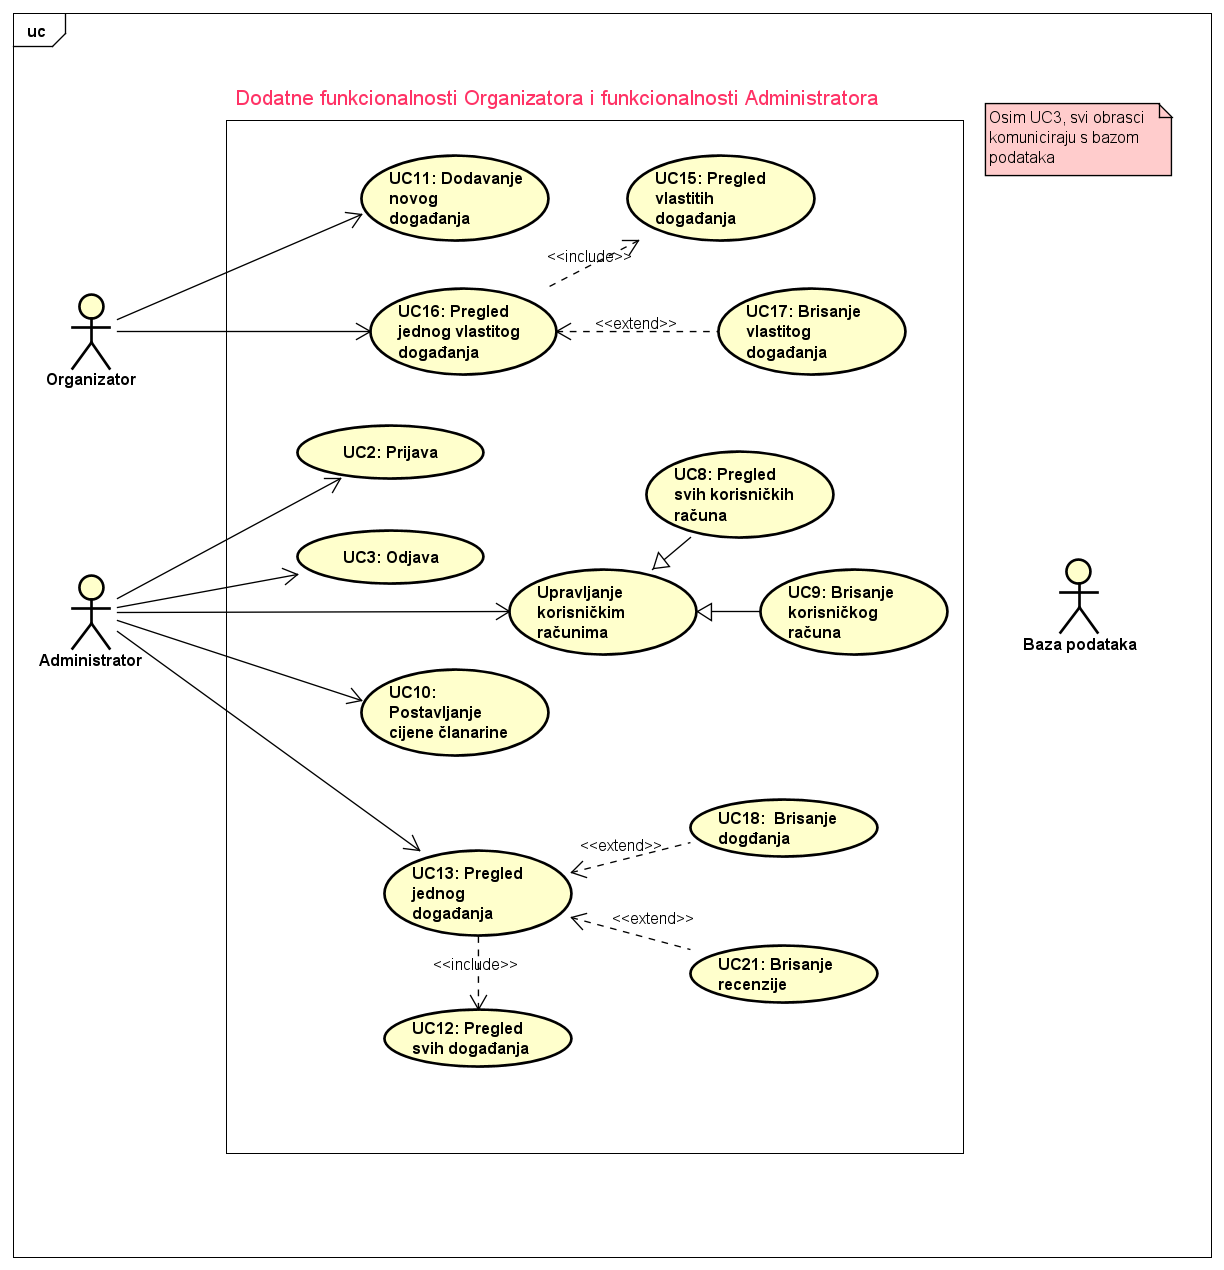 uc
Dodatne funkcionalnosti Organizatora i funkcionalnosti Administratora
Osim UC3, svi obrasci
komuniciraju s bazom
podataka
UC11: Dodavanje
novog
događanja
UC15: Pregled
vlastitih
događanja
<<include>>
UC16: Pregled
jednog vlastitog
događanja
<<extend>>
UC17: Brisanje
vlastitog
događanja
Organizator
UC2: Prijava
UC8: Pregled
svih korisničkih
računa
UC3: Odjava
Upravljanje
korisničkim
računima
UC9: Brisanje
korisničkog
računa
Administrator
Baza podataka
UC10:
Postavljanje
cijene članarine
UC18:  Brisanje
dogđanja
<<extend>>
UC13: Pregled
jednog
događanja
<<extend>>
UC21: Brisanje
recenzije
<<include>>
UC12: Pregled
svih događanja